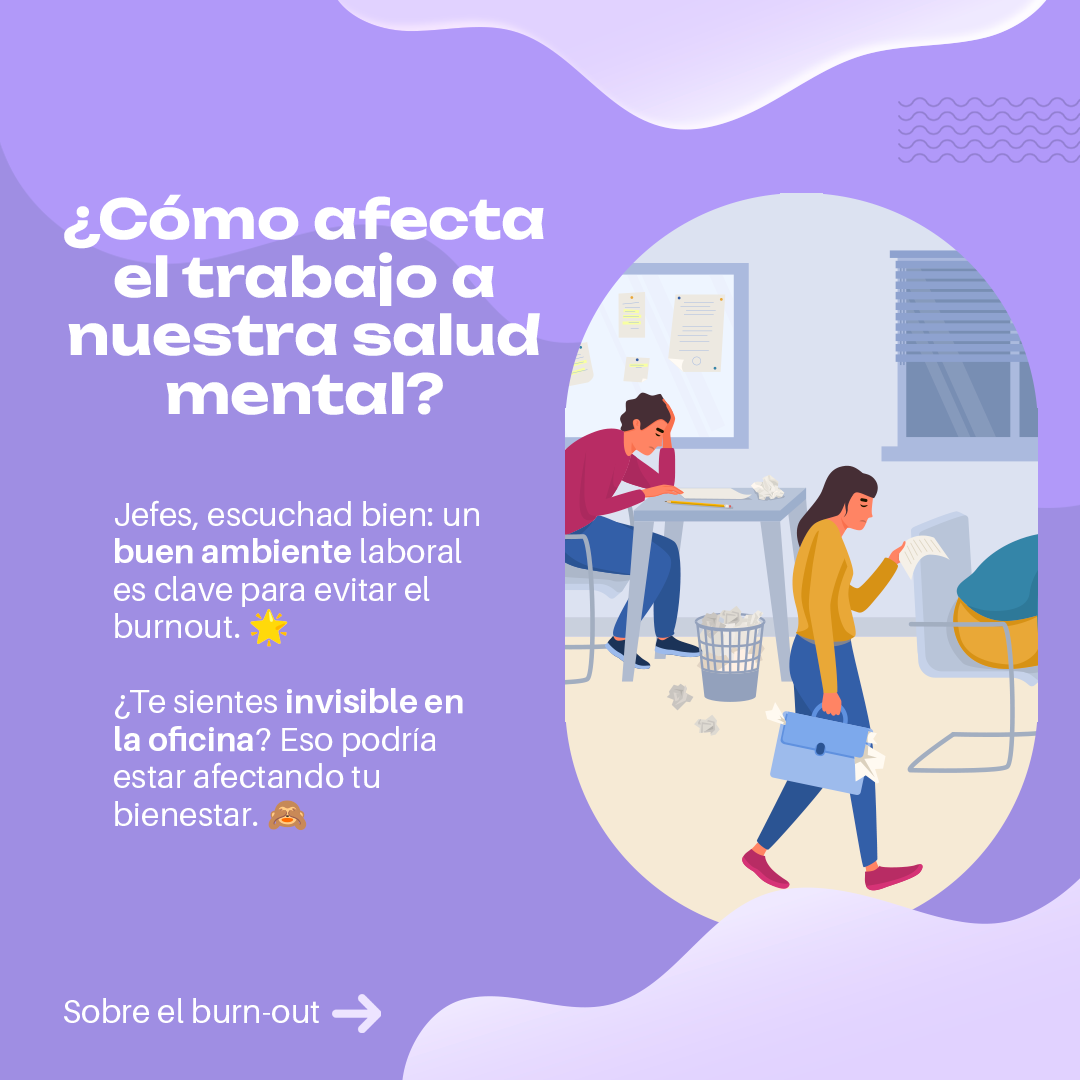 ¿Cómo afecta
el trabajo a
nuestra salud
mental?
Jefes, escuchad bien: un
buen ambiente laboral
es clave para evitar el
burnout. 🌟
¿Te sientes invisible en
la oficina? Eso podría
estar afectando tu
bienestar. 🙈
Sobre el burn-out →